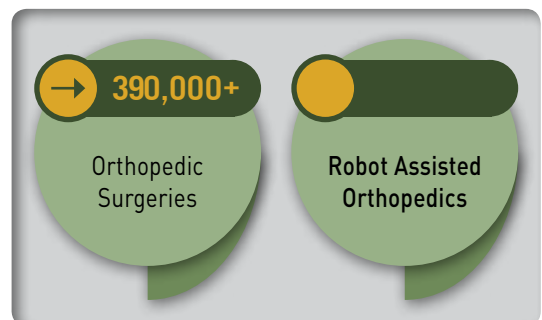 → 390,000+
Orthopedic
Surgeries
Robot Assisted
Orthopedics